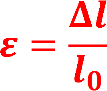 ε = Δl / l₀